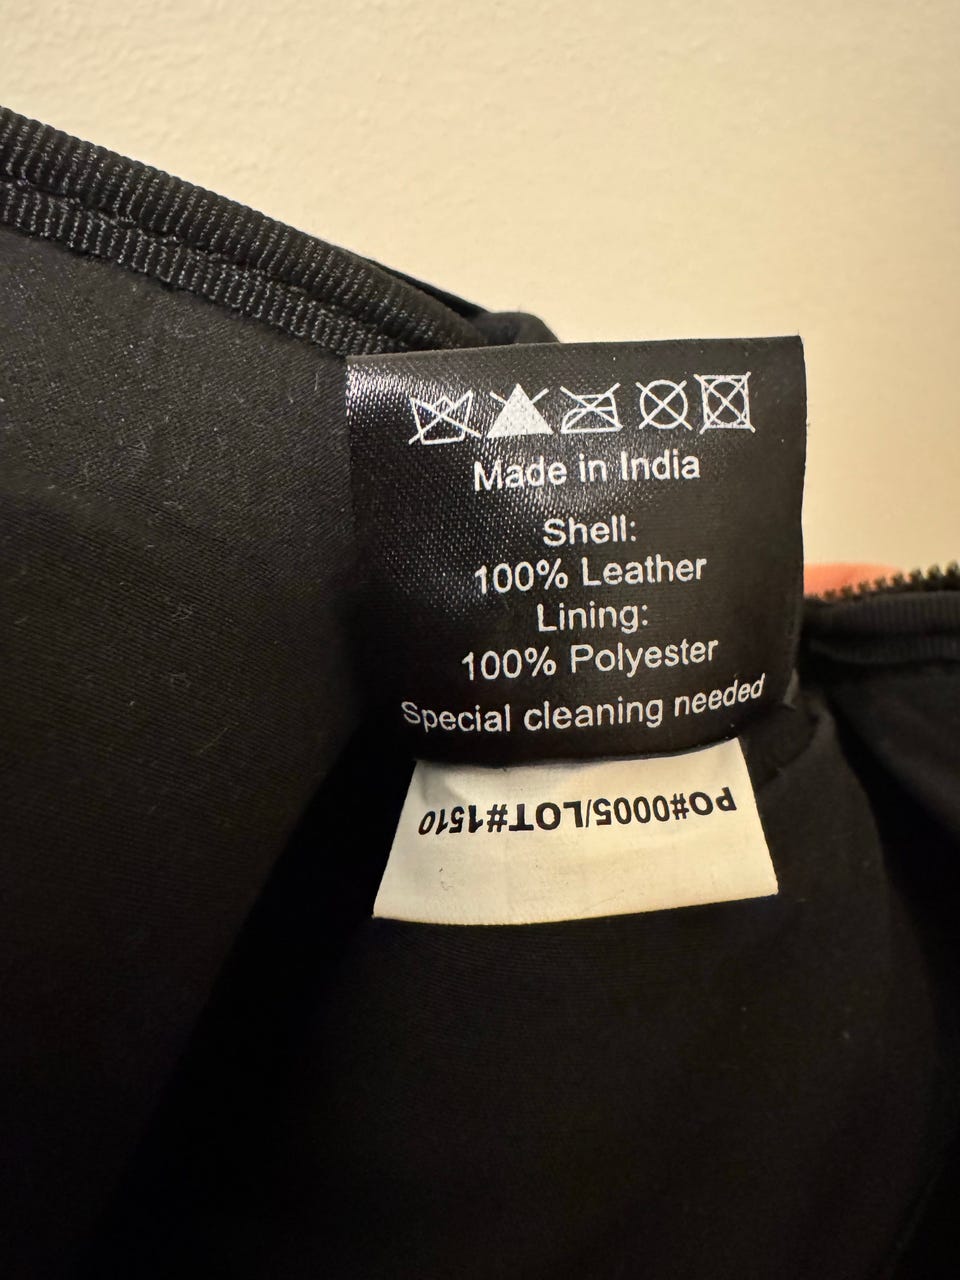 Made in India
Shell:
100% Leather
Lining:
100% Polyester
Special cleaning needed
PO#0005/LOT#1510